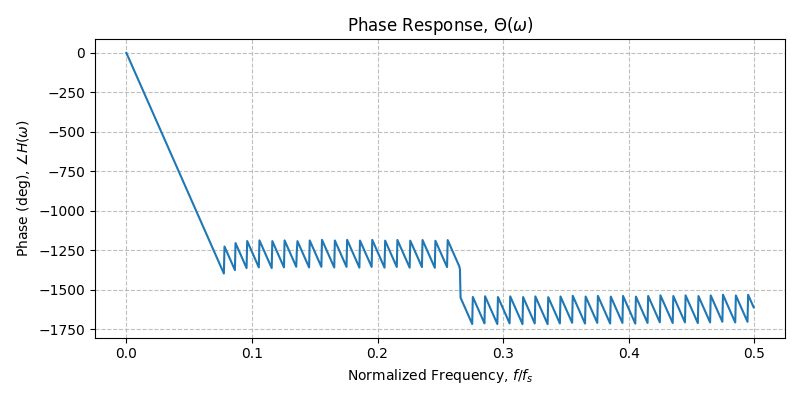 Phase Response, Θ(ω)
Phase (deg), ∠H(ω)
0
−250
−500
−750
−1000
−1250
−1500
−1750
0.0 0.1 0.2 0.3 0.4 0.5
Normalized Frequency, f/fₛ